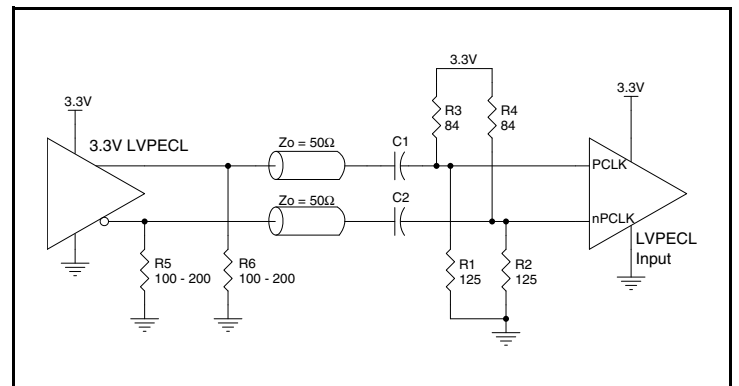 3.3V
3.3V
3.3V
3.3V LVPECL
R3
84
R4
84
Zo = 50Ω
C1
PCLK
Zo = 50Ω
C2
nPCLK
LVPECL
Input
R5
100 - 200
R6
100 - 200
R1
125
R2
125